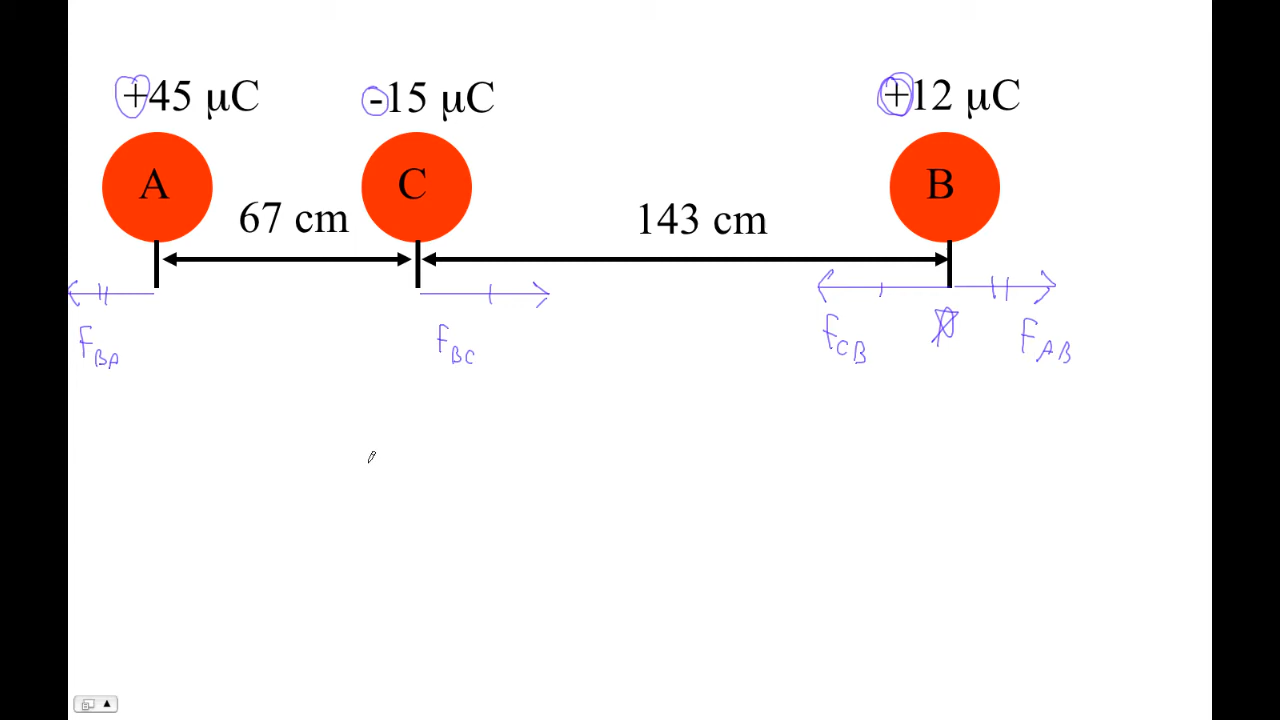 +45 μC -15 μC +12 μC
A C B
67 cm 143 cm
F_BA F_BC F_CB F_AB